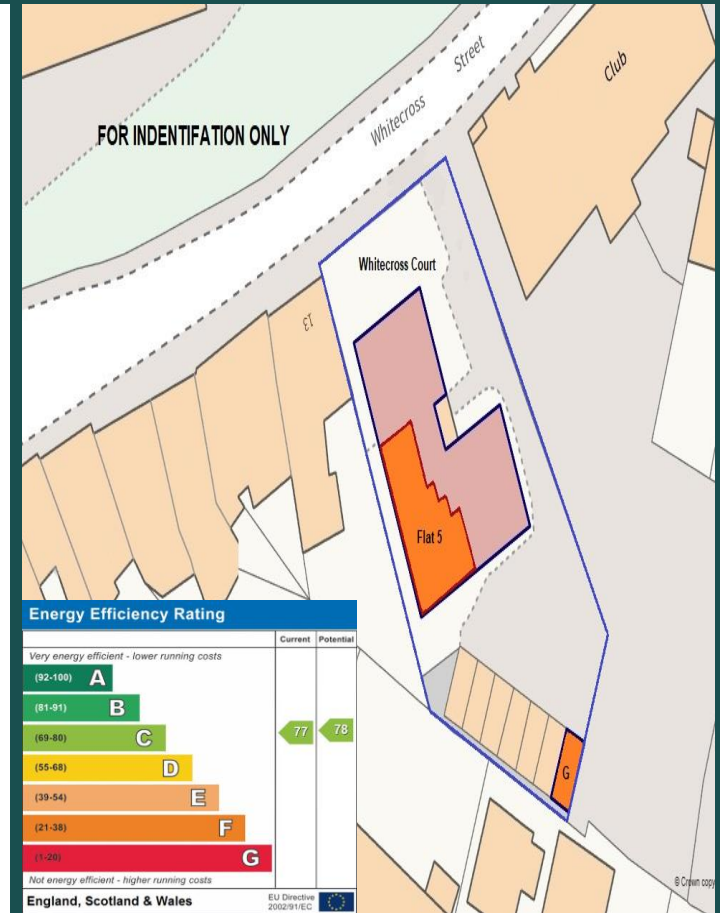 Street
Whitecross
Club
FOR INDENTIFATION ONLY
Whitecross Court
13
Flat 5
G
Energy Efficiency Rating
Current Potential
Very energy efficient - lower running costs
(92-100) A
(81-91) B
(69-80) C
77 78
(55-68) D
(39-54) E
(21-38) F
(1-20) G
Not energy efficient - higher running costs
England, Scotland & Wales
EU Directive
2002/91/EC
© Crown copy